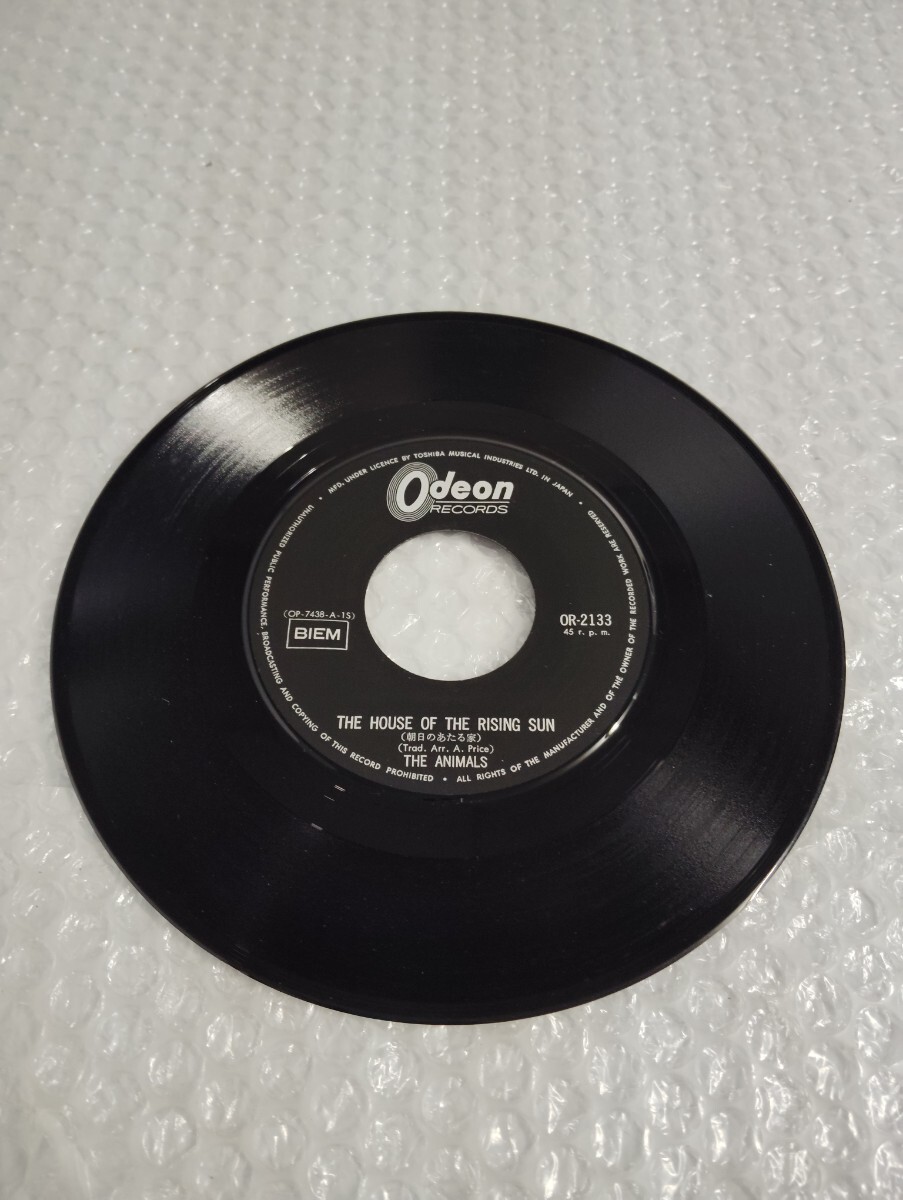 • MFD. UNDER LICENCE BY TOSHIBA MUSICAL INDUSTRIES LTD. IN JAPAN •
Odeon
RECORDS
(OP-7438-A-1S)
BIEM
OR-2133
45 r. p. m.
THE HOUSE OF THE RISING SUN
(朝日のあたる家)
(Trad. Arr. A. Price)
THE ANIMALS
UNAUTHORIZED PUBLIC PERFORMANCE, BROADCASTING AND COPYING OF THIS RECORD PROHIBITED • ALL RIGHTS OF THE MANUFACTURER AND OF THE OWNER OF THE RECORDED WORK ARE RESERVED